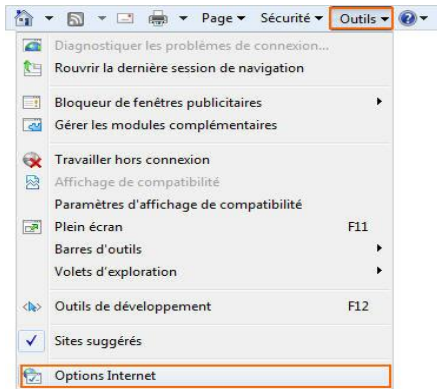 Page Sécurité Outils
Diagnostiquer les problèmes de connexion...
Rouvrir la dernière session de navigation
Bloqueur de fenêtres publicitaires
Gérer les modules complémentaires
Travailler hors connexion
Affichage de compatibilité
Paramètres d'affichage de compatibilité
Plein écran F11
Barres d'outils
Volets d'exploration
Outils de développement F12
Sites suggérés
Options Internet